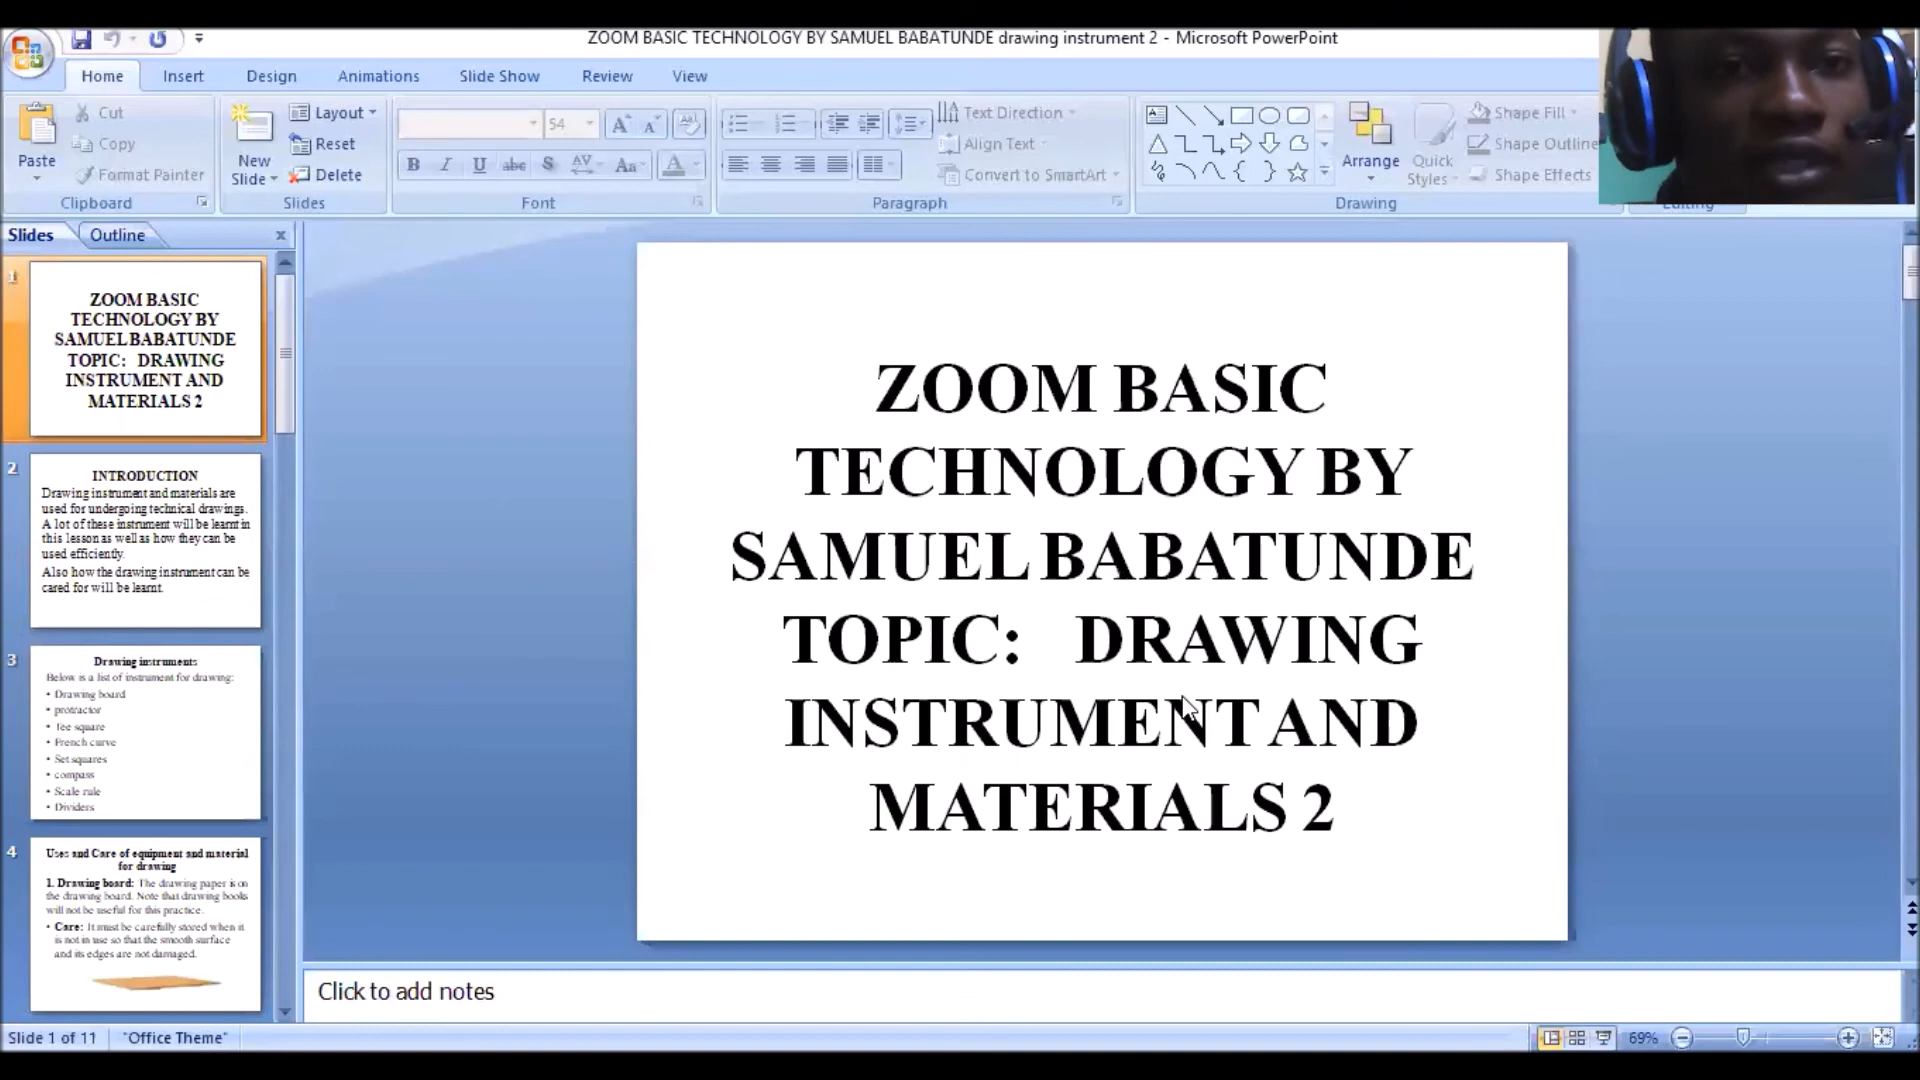 ZOOM BASIC TECHNOLOGY BY SAMUEL BABATUNDE drawing instrument 2 - Microsoft PowerPoint
Home Insert Design Animations Slide Show Review View
Paste
Cut
Copy
Format Painter
Clipboard
New
Slide
Layout
Reset
Delete
Slides
54
Font
Text Direction
Align Text
Convert to SmartArt
Paragraph
Arrange
Quick
Styles
Shape Fill
Shape Outline
Shape Effects
Drawing
Slides Outline
1
ZOOM BASIC
TECHNOLOGY BY
SAMUEL BABATUNDE
TOPIC: DRAWING
INSTRUMENT AND
MATERIALS 2
2
INTRODUCTION
Drawing instrument and materials are
used for undergoing technical drawings.
A lot of these instrument will be learnt in
this lesson as well as how they can be
used efficiently.
Also how the drawing instrument can be
cared for will be learnt.
3
Drawing instruments
Below is a list of instrument for drawing:
• Drawing board
• protractor
• Tee square
• French curve
• Set squares
• compass
• Scale rule
• Dividers
4
Uses and Care of equipment and material
for drawing
1. Drawing board: The drawing paper is on
the drawing board. Note that drawing books
will not be useful for this practice.
• Care: It must be carefully stored when it
is not in use so that the smooth surface
and its edges are not damaged.
ZOOM BASIC
TECHNOLOGY BY
SAMUEL BABATUNDE
TOPIC: DRAWING
INSTRUMENT AND
MATERIALS 2
Click to add notes
Slide 1 of 11 "Office Theme" 69%